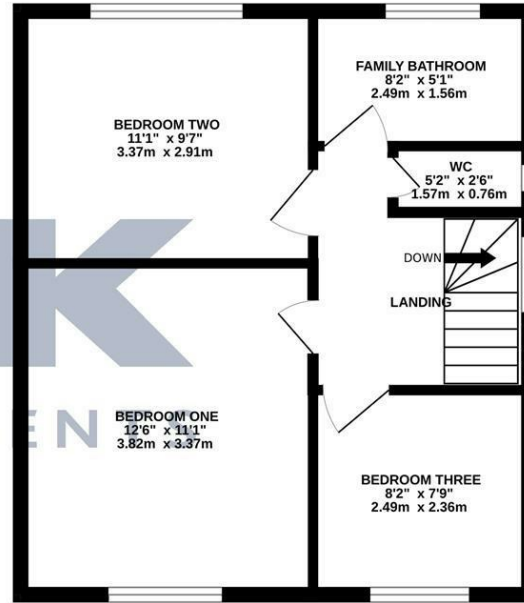 FAMILY BATHROOM
8'2" x 5'1"
2.49m x 1.56m
BEDROOM TWO
11'1" x 9'7"
3.37m x 2.91m
WC
5'2" x 2'6"
1.57m x 0.76m
DOWN
LANDING
BEDROOM ONE
12'6" x 11'1"
3.82m x 3.37m
BEDROOM THREE
8'2" x 7'9"
2.49m x 2.36m
K
ENTS